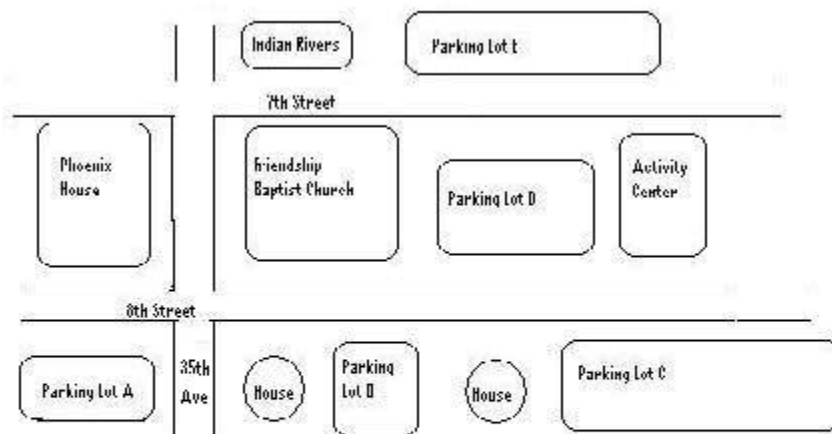 Indian Rivers
Parking Lot E
7th Street
Phoenix
House
Friendship
Baptist Church
Parking Lot D
Activity
Center
8th Street
Parking Lot A
35th
Ave
House
Parking
Lot B
House
Parking Lot C